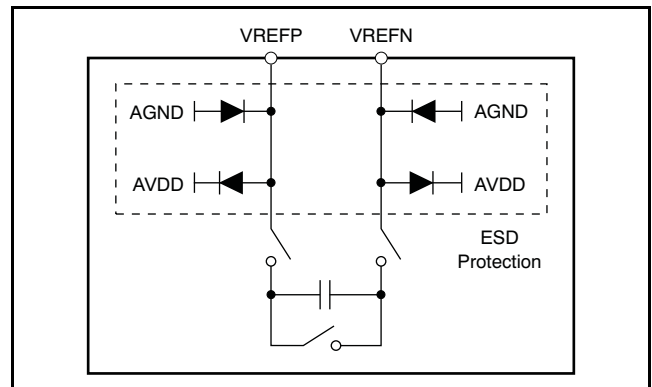 VREFP VREFN
AGND AGND
AVDD AVDD
ESD
Protection